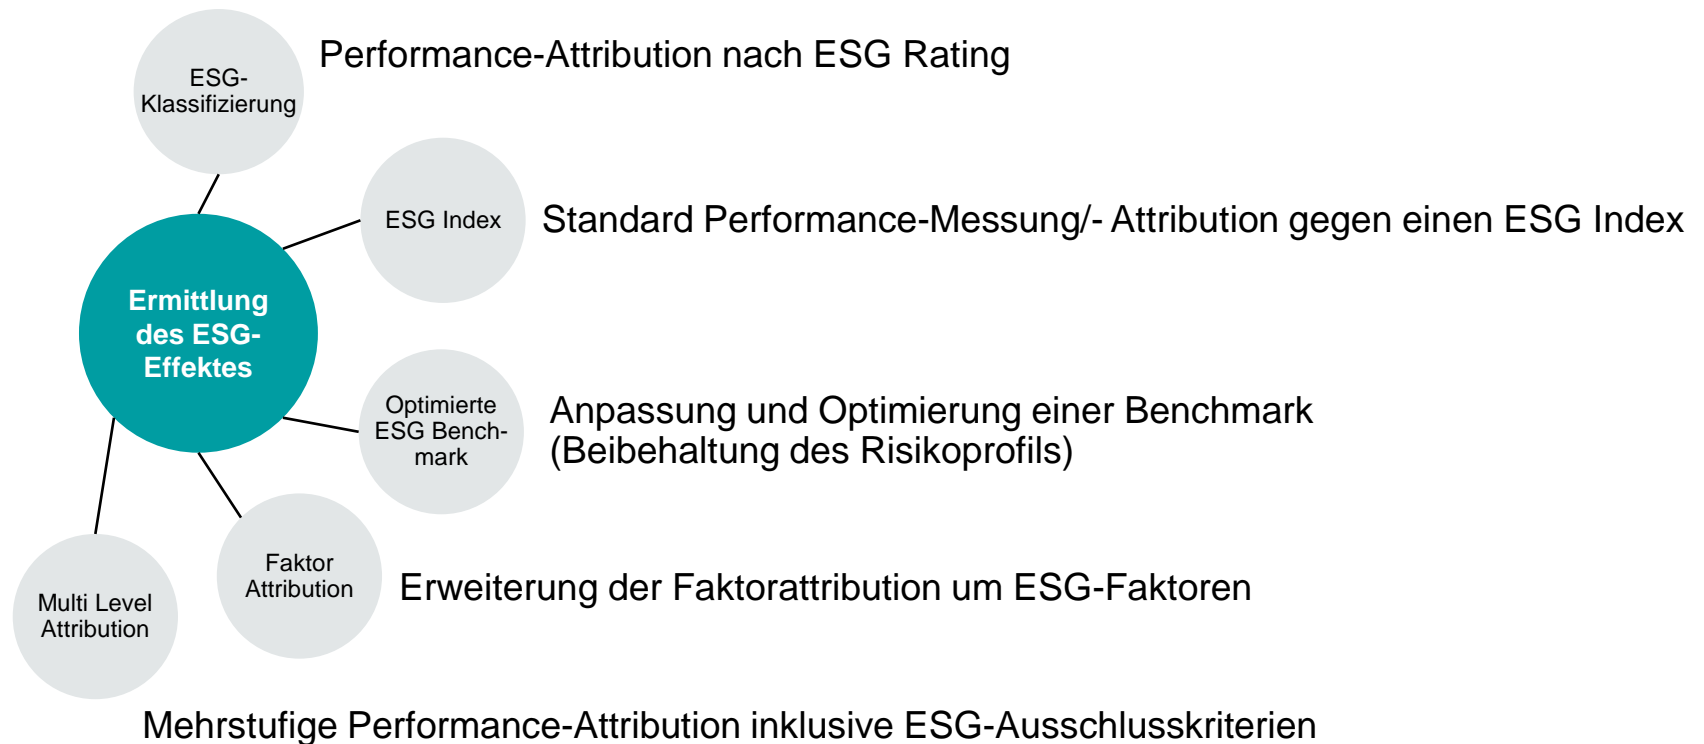 Performance-Attribution nach ESG Rating
ESG-
Klassifizierung
ESG Index
Standard Performance-Messung/- Attribution gegen einen ESG Index
Ermittlung
des ESG-
Effektes
Optimierte
ESG Bench-
mark
Anpassung und Optimierung einer Benchmark
(Beibehaltung des Risikoprofils)
Faktor
Attribution
Erweiterung der Faktorattribution um ESG-Faktoren
Multi Level
Attribution
Mehrstufige Performance-Attribution inklusive ESG-Ausschlusskriterien